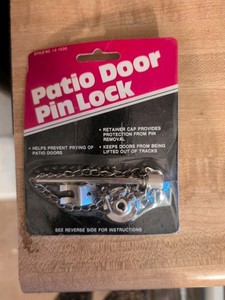 Patio Door
Pin Lock
• RETAINER CAP PROVIDES
PROTECTION FROM PIN
REMOVAL
• HELPS PREVENT PRYING OF
PATIO DOORS
• KEEPS DOORS FROM BEING
LIFTED OUT OF TRACKS
SEE REVERSE SIDE FOR INSTRUCTIONS